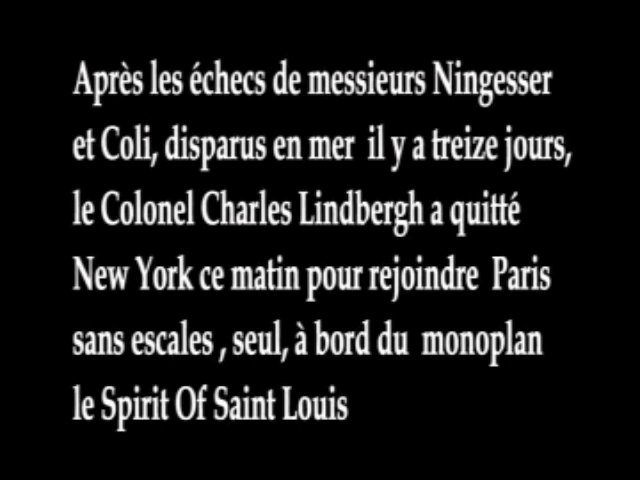 Après les échecs de messieurs Ningesser
et Coli, disparus en mer il y a treize jours,
le Colonel Charles Lindbergh a quitté
New York ce matin pour rejoindre Paris
sans escales , seul, à bord du monoplan
le Spirit Of Saint Louis